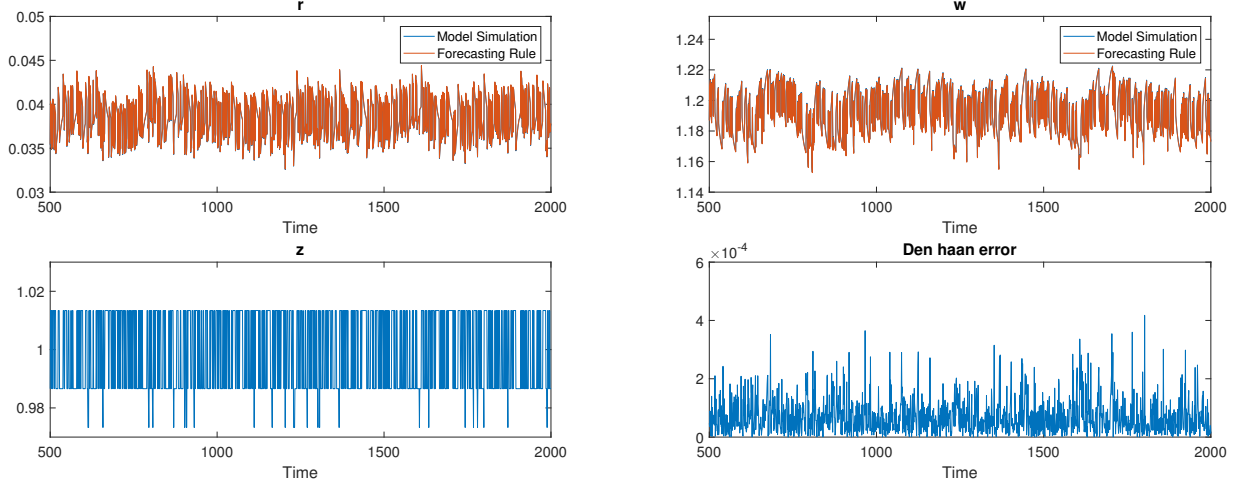 r
0.05
0.045
0.04
0.035
0.03
Model Simulation
Forecasting Rule
500 1000 1500 2000
Time
w
1.24
1.22
1.2
1.18
1.16
1.14
Model Simulation
Forecasting Rule
500 1000 1500 2000
Time
z
1.02
1
0.98
500 1000 1500 2000
Time
Den haan error
×10⁻⁴
6
4
2
0
500 1000 1500 2000
Time